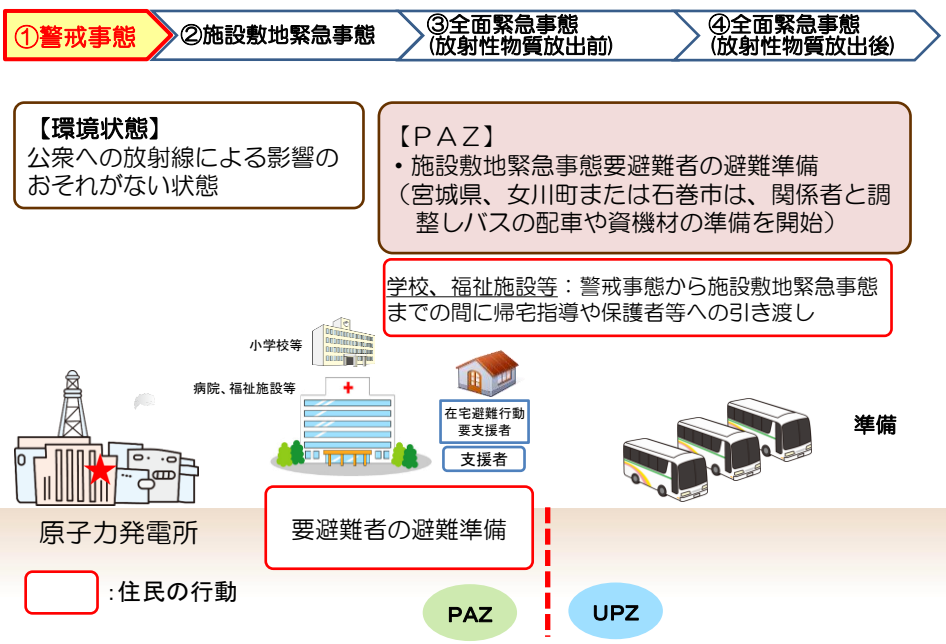 ①警戒事態
②施設敷地緊急事態
③全面緊急事態
(放射性物質放出前)
④全面緊急事態
(放射性物質放出後)
【環境状態】
公衆への放射線による影響の
おそれがない状態
【ＰＡＺ】
・施設敷地緊急事態要避難者の避難準備
（宮城県、女川町または石巻市は、関係者と調
整しバスの配車や資機材の準備を開始）
学校、福祉施設等：警戒事態から施設敷地緊急事態
までの間に帰宅指導や保護者等への引き渡し
小学校等
病院、福祉施設等
在宅避難行動
要支援者
支援者
準備
原子力発電所
要避難者の避難準備
:住民の行動
PAZ
UPZ